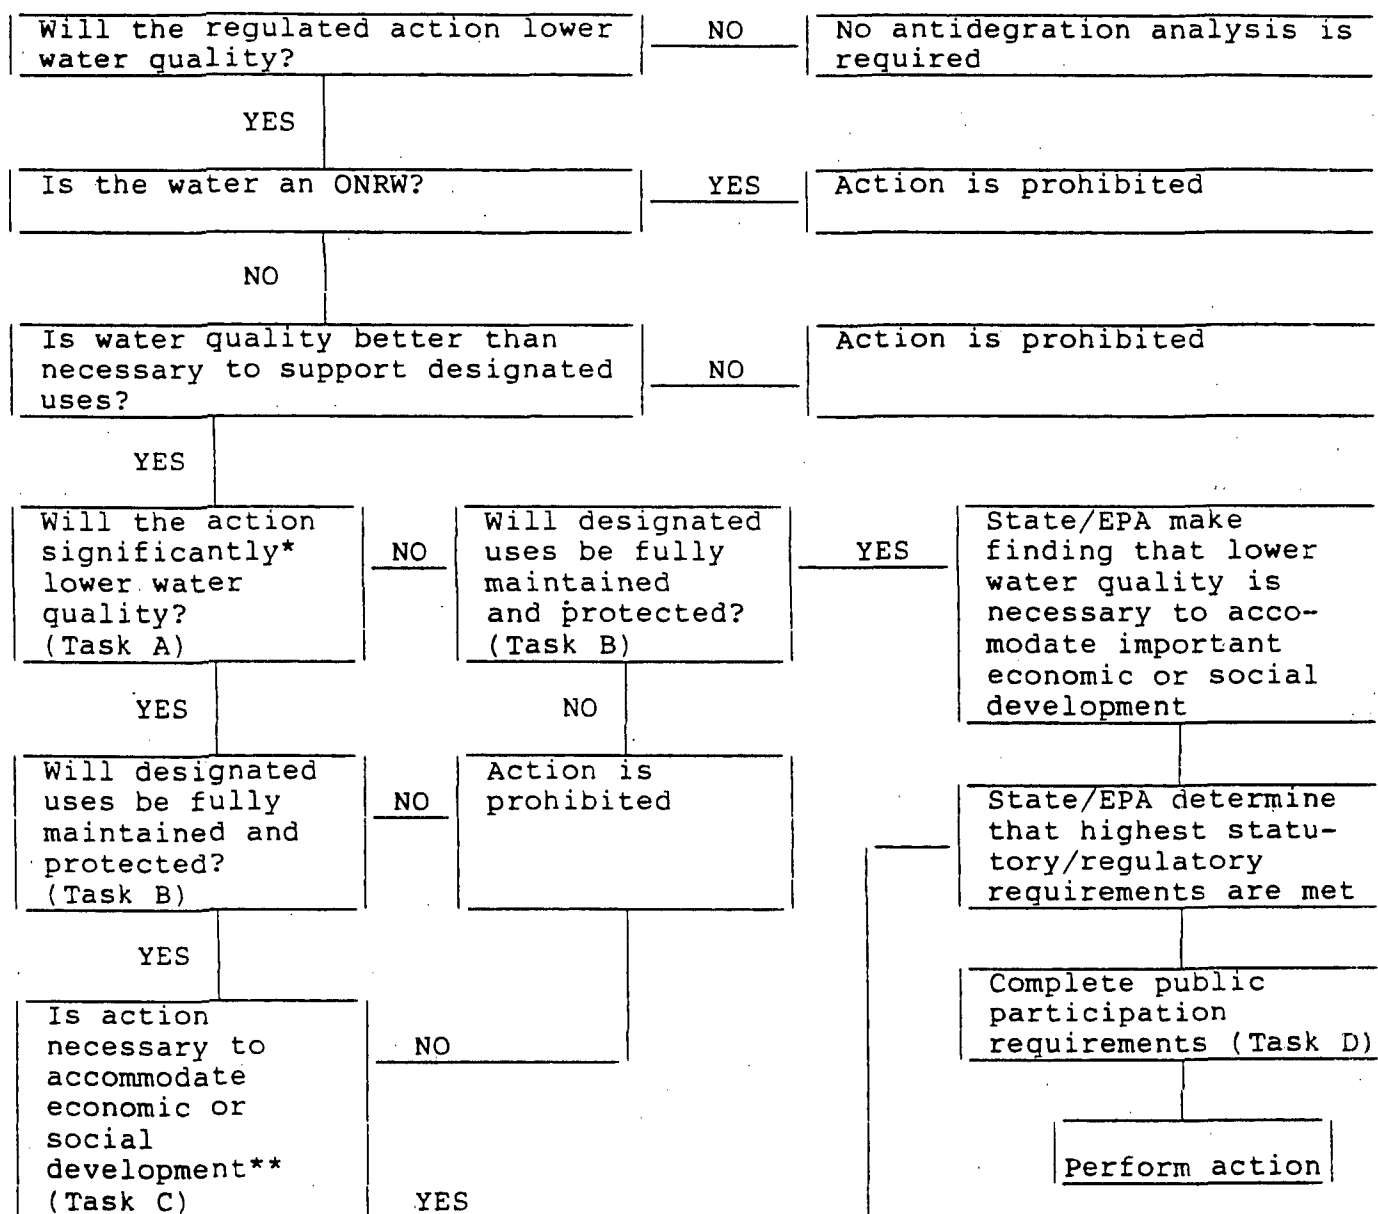 Will the regulated action lower
water quality?
NO
No antidegration analysis is
required
YES
Is the water an ONRW?
YES
Action is prohibited
NO
Is water quality better than
necessary to support designated
uses?
NO
Action is prohibited
YES
Will the action
significantly*
lower water
quality?
(Task A)
NO
Will designated
uses be fully
maintained
and protected?
(Task B)
YES
State/EPA make
finding that lower
water quality is
necessary to acco-
modate important
economic or social
development
YES
NO
Will designated
uses be fully
maintained and
protected?
(Task B)
NO
Action is
prohibited
State/EPA determine
that highest statu-
tory/regulatory
requirements are met
YES
Complete public
participation
requirements (Task D)
Is action
necessary to
accommodate
economic or
social
development**
(Task C)
NO
YES
Perform action